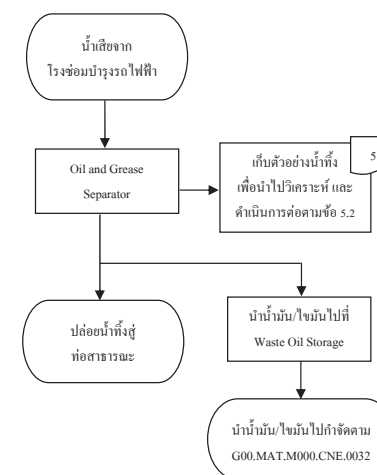 น้ำเสียจาก
โรงซ่อมบำรุงรถไฟฟ้า
Oil and Grease
Separator
5
เก็บตัวอย่างน้ำทิ้ง
เพื่อนำไปวิเคราะห์ และ
ดำเนินการต่อตามข้อ 5.2
ปล่อยน้ำทิ้งสู่
ท่อสาธารณะ
นำน้ำมัน/ไขมันไปที่
Waste Oil Storage
นำน้ำมัน/ไขมันไปกำจัดตาม
G00.MAT.M000.CNE.0032